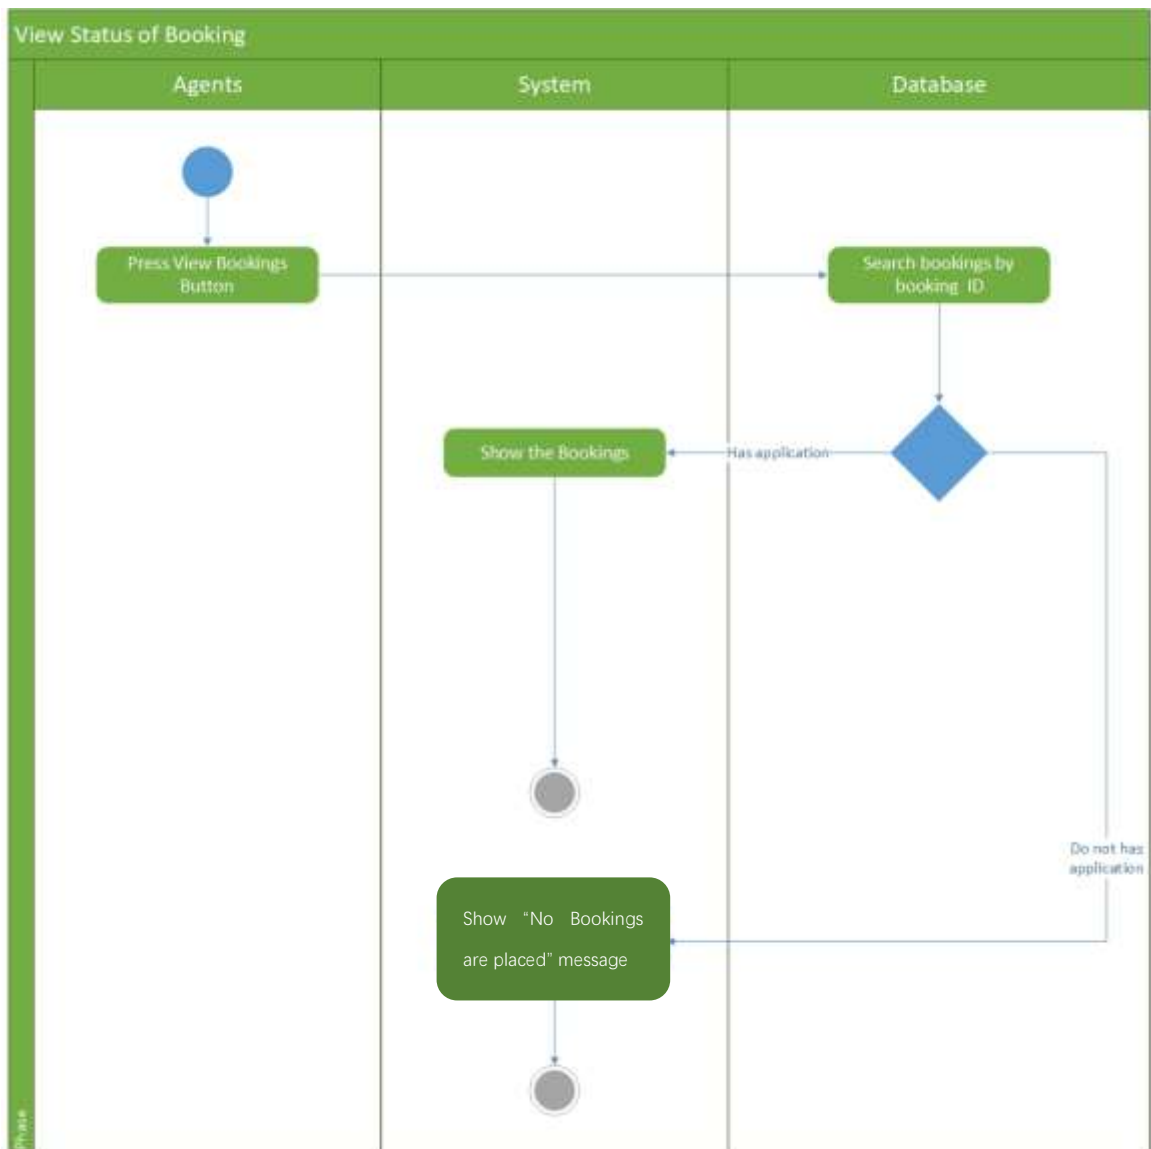 View Status of Booking
Agents
System
Database
Press View Bookings
Button
Search bookings by
booking ID
Show the Bookings
Has application
Do not has
application
Show “No Bookings
are placed” message
Phase